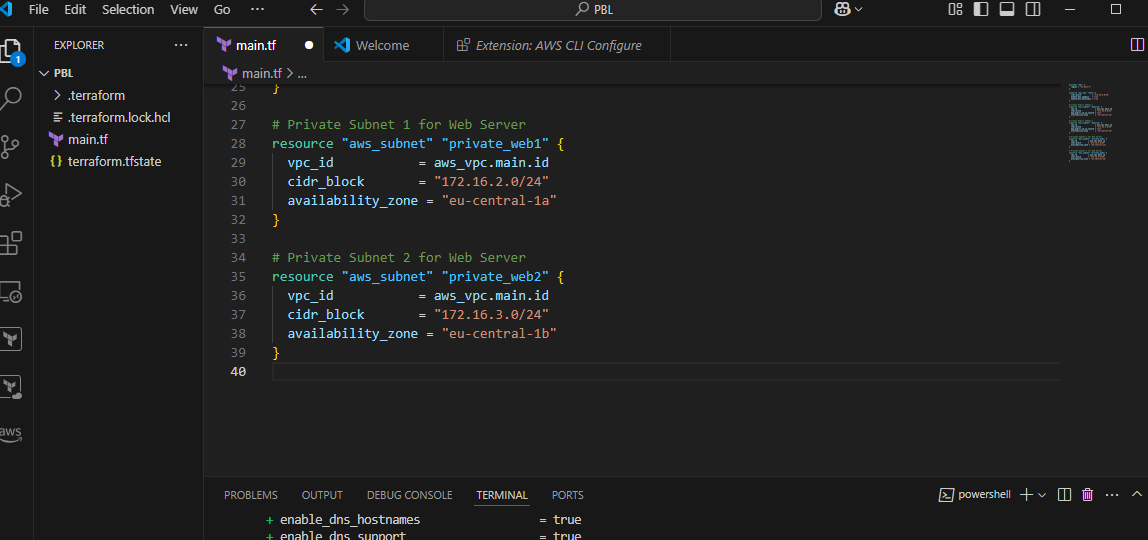 File Edit Selection View Go ··· PBL
EXPLORER ···
main.tf Welcome Extension: AWS CLI Configure
1
PBL
main.tf > ...
.terraform
.terraform.lock.hcl
main.tf
{} terraform.tfstate
25 }
26
27 # Private Subnet 1 for Web Server
28 resource "aws_subnet" "private_web1" {
29 vpc_id = aws_vpc.main.id
30 cidr_block = "172.16.2.0/24"
31 availability_zone = "eu-central-1a"
32 }
33
34 # Private Subnet 2 for Web Server
35 resource "aws_subnet" "private_web2" {
36 vpc_id = aws_vpc.main.id
37 cidr_block = "172.16.3.0/24"
38 availability_zone = "eu-central-1b"
39 }
40
aws
PROBLEMS OUTPUT DEBUG CONSOLE TERMINAL PORTS powershell
+ enable_dns_hostnames = true
+ enable_dns_support = true